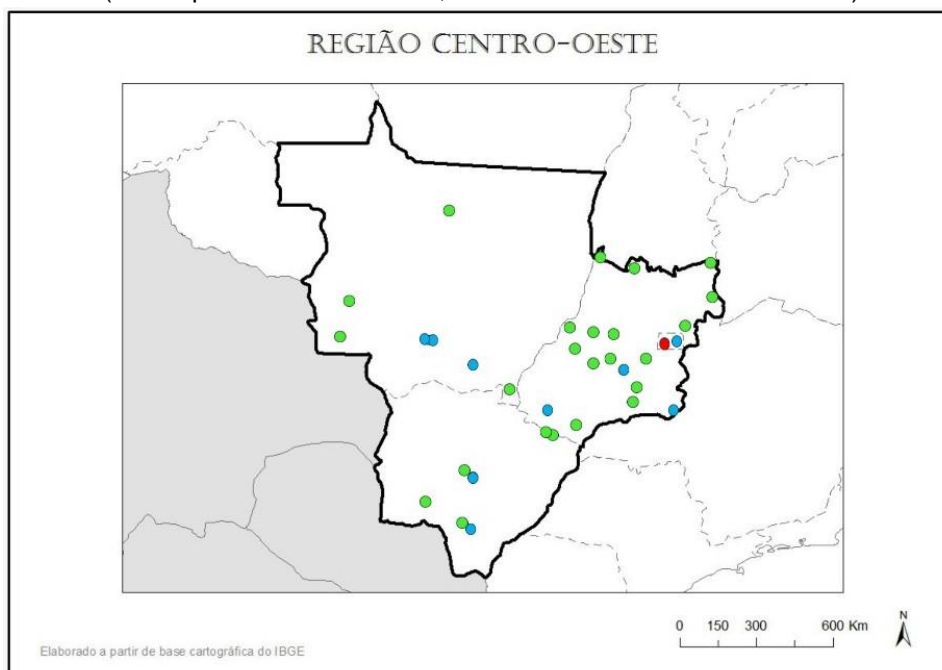 REGIÃO CENTRO-OESTE
N
0 150 300 600 Km
Elaborado a partir de base cartográfica do IBGE